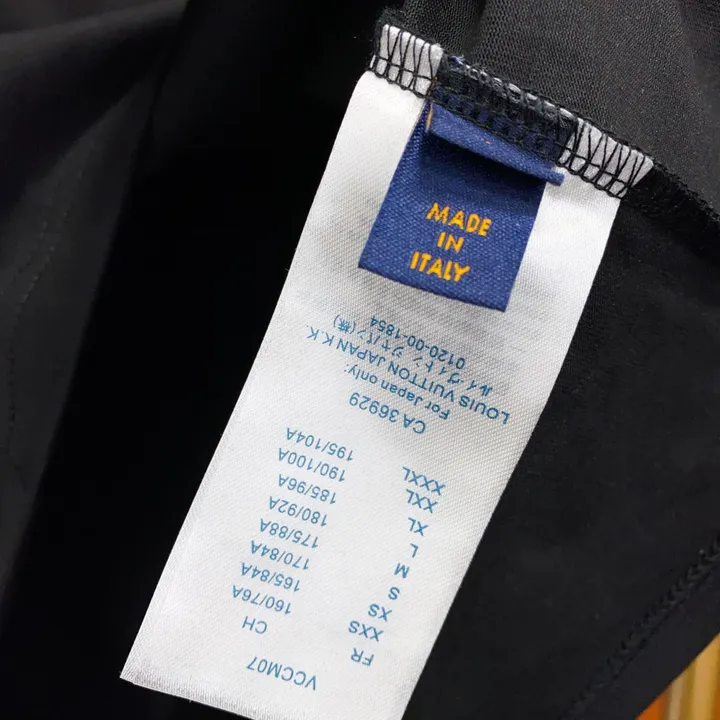 MADE
IN
ITALY
VCCM07
FR CH
XXS 160/76A
XS 165/84A
S 170/84A
M 175/88A
L 180/92A
XL 185/96A
XXL 190/100A
XXXL 195/104A
CA 36929
For Japan only:
LOUIS VUITTON JAPAN K.K.
ルイ ヴィトン ジャパン(株)
0120-00-1854